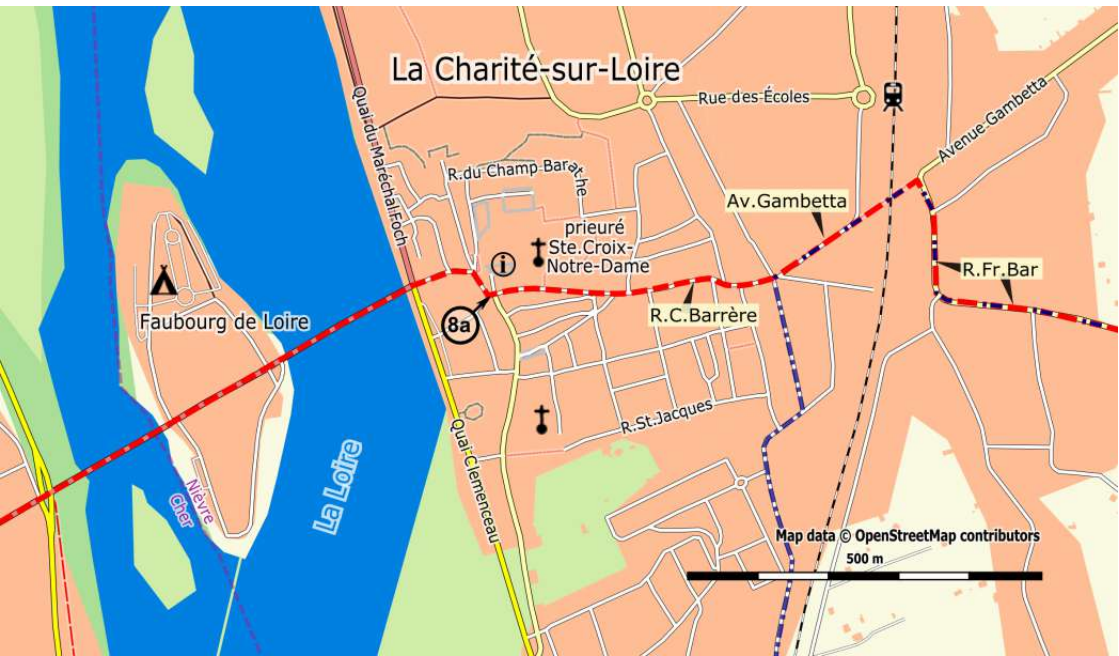 La Charité-sur-Loire
Rue des Écoles
Avenue Gambetta
Quai du Maréchal Foch
R.du Champ Barathe
Av.Gambetta
prieuré
Ste.Croix-
Notre-Dame
i
R.Fr.Bar
8a
R.C.Barrère
Faubourg de Loire
R.St.Jacques
Quai Clemenceau
La Loire
Nièvre
Cher
Map data © OpenStreetMap contributors
500 m